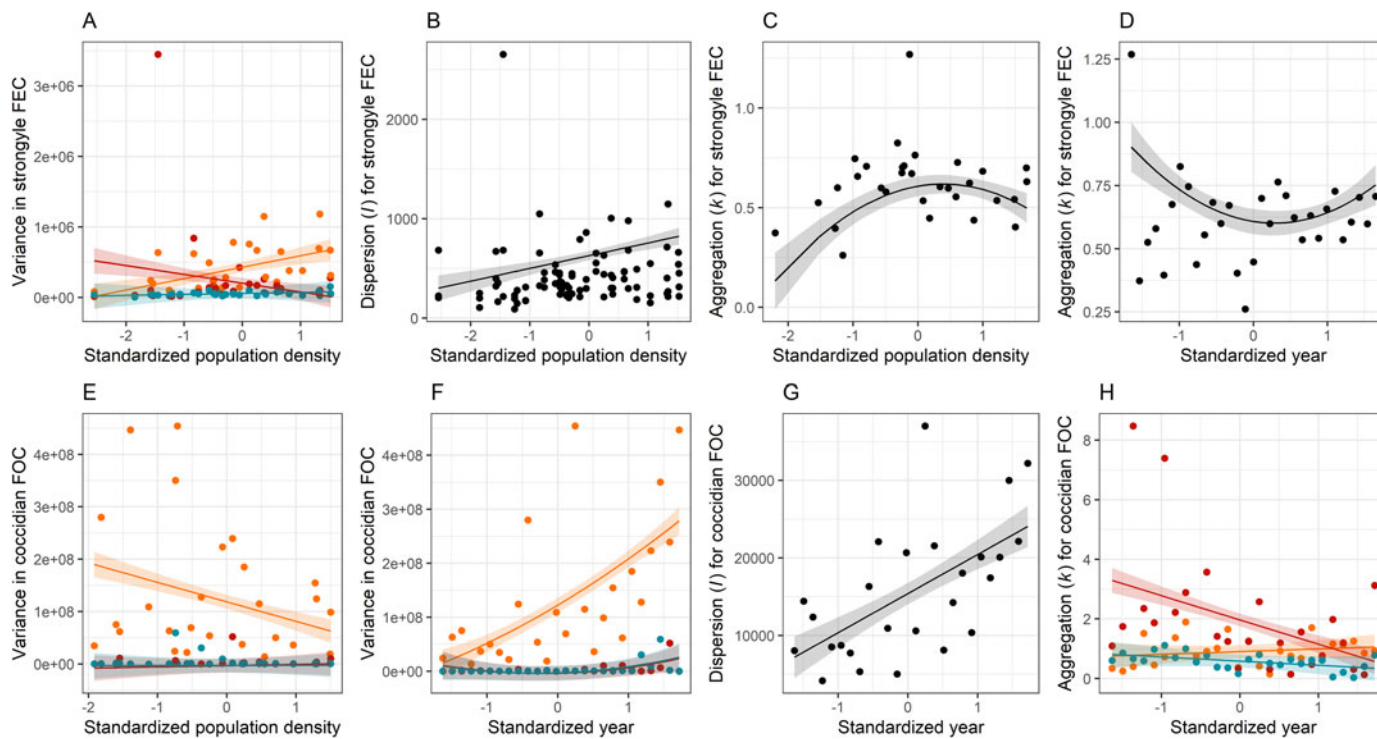 A
Variance in strongyle FEC
3e+06
2e+06
1e+06
0e+00
-2
-1
0
1
Standardized population density
B
Dispersion (I) for strongyle FEC
2000
1000
0
-2
-1
0
1
Standardized population density
C
Aggregation (k) for strongyle FEC
1.0
0.5
0.0
-2
-1
0
1
Standardized population density
D
Aggregation (k) for strongyle FEC
1.25
1.00
0.75
0.50
0.25
-1
0
1
Standardized year
E
Variance in coccidian FOC
4e+08
3e+08
2e+08
1e+08
0e+00
-2
-1
0
1
Standardized population density
F
Variance in coccidian FOC
4e+08
3e+08
2e+08
1e+08
0e+00
-1
0
1
Standardized year
G
Dispersion (I) for coccidian FOC
30000
20000
10000
-1
0
1
Standardized year
H
Aggregation (k) for coccidian FOC
8
6
4
2
0
-1
0
1
Standardized year